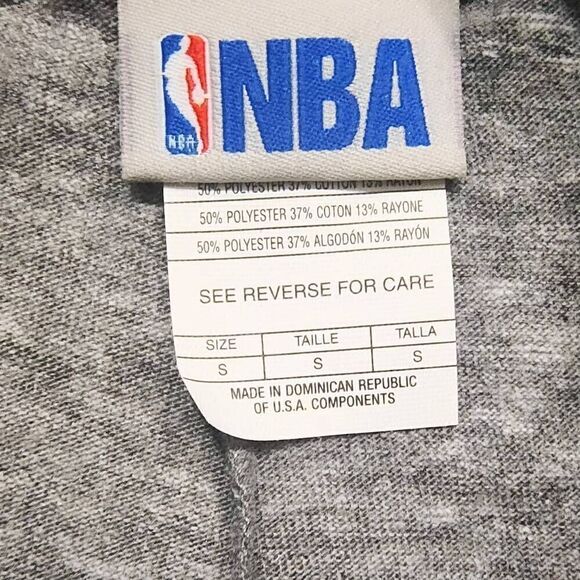 NBA
NBA
50% POLYESTER 37% COTTON 13% RAYON
50% POLYESTER 37% COTON 13% RAYONE
50% POLYESTER 37% ALGODÓN 13% RAYÓN
SEE REVERSE FOR CARE
SIZE TAILLE TALLA
S S S
MADE IN DOMINICAN REPUBLIC
OF U.S.A. COMPONENTS